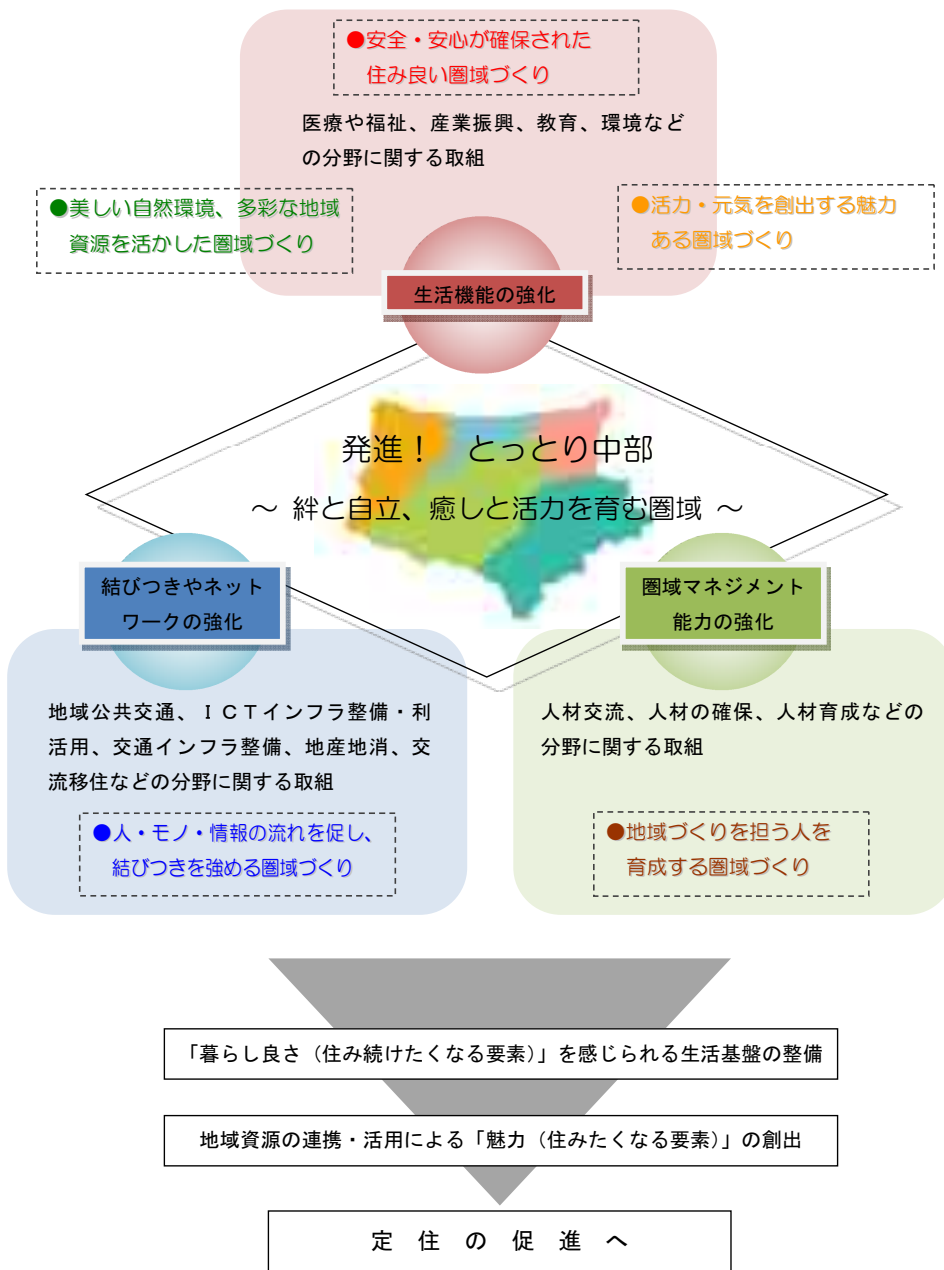 ●安全・安心が確保された
住み良い圏域づくり
医療や福祉、産業振興、教育、環境など
の分野に関する取組
●美しい自然環境、多彩な地域
資源を活かした圏域づくり
●活力・元気を創出する魅力
ある圏域づくり
生活機能の強化
発進！　とっとり中部
～ 絆と自立、癒しと活力を育む圏域 ～
結びつきやネット
ワークの強化
圏域マネジメント
能力の強化
地域公共交通、ＩＣＴインフラ整備・利
活用、交通インフラ整備、地産地消、交
流移住などの分野に関する取組
●人・モノ・情報の流れを促し、
結びつきを強める圏域づくり
人材交流、人材の確保、人材育成などの
分野に関する取組
●地域づくりを担う人を
育成する圏域づくり
「暮らし良さ（住み続けたくなる要素）」を感じられる生活基盤の整備
地域資源の連携・活用による「魅力（住みたくなる要素）」の創出
定　住　の　促　進　へ